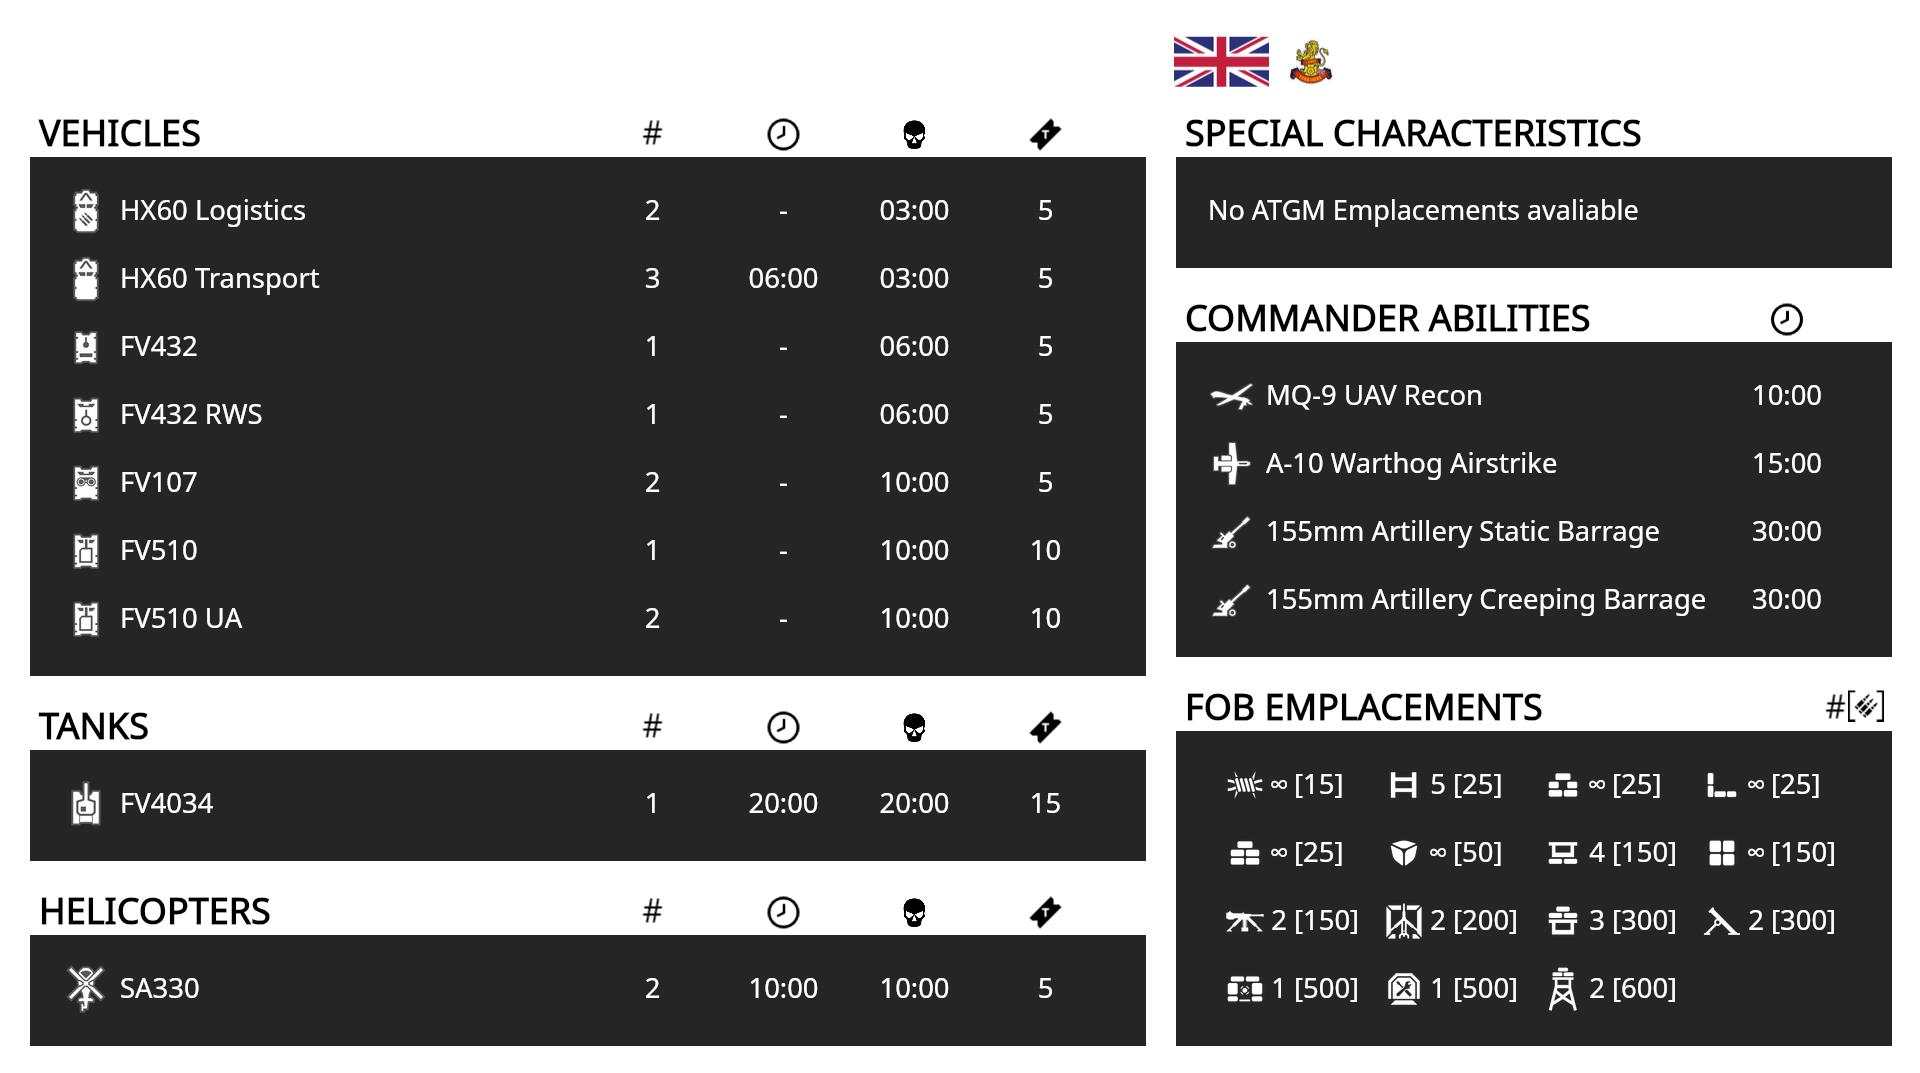 VEHICLES #
HX60 Logistics 2 - 03:00 5
HX60 Transport 3 06:00 03:00 5
FV432 1 - 06:00 5
FV432 RWS 1 - 06:00 5
FV107 2 - 10:00 5
FV510 1 - 10:00 10
FV510 UA 2 - 10:00 10
TANKS #
FV4034 1 20:00 20:00 15
HELICOPTERS #
SA330 2 10:00 10:00 5
SPECIAL CHARACTERISTICS
No ATGM Emplacements avaliable
COMMANDER ABILITIES
MQ-9 UAV Recon 10:00
A-10 Warthog Airstrike 15:00
155mm Artillery Static Barrage 30:00
155mm Artillery Creeping Barrage 30:00
FOB EMPLACEMENTS #[]
∞ [15] 5 [25] ∞ [25] ∞ [25]
∞ [25] ∞ [50] 4 [150] ∞ [150]
2 [150] 2 [200] 3 [300] 2 [300]
1 [500] 1 [500] 2 [600]